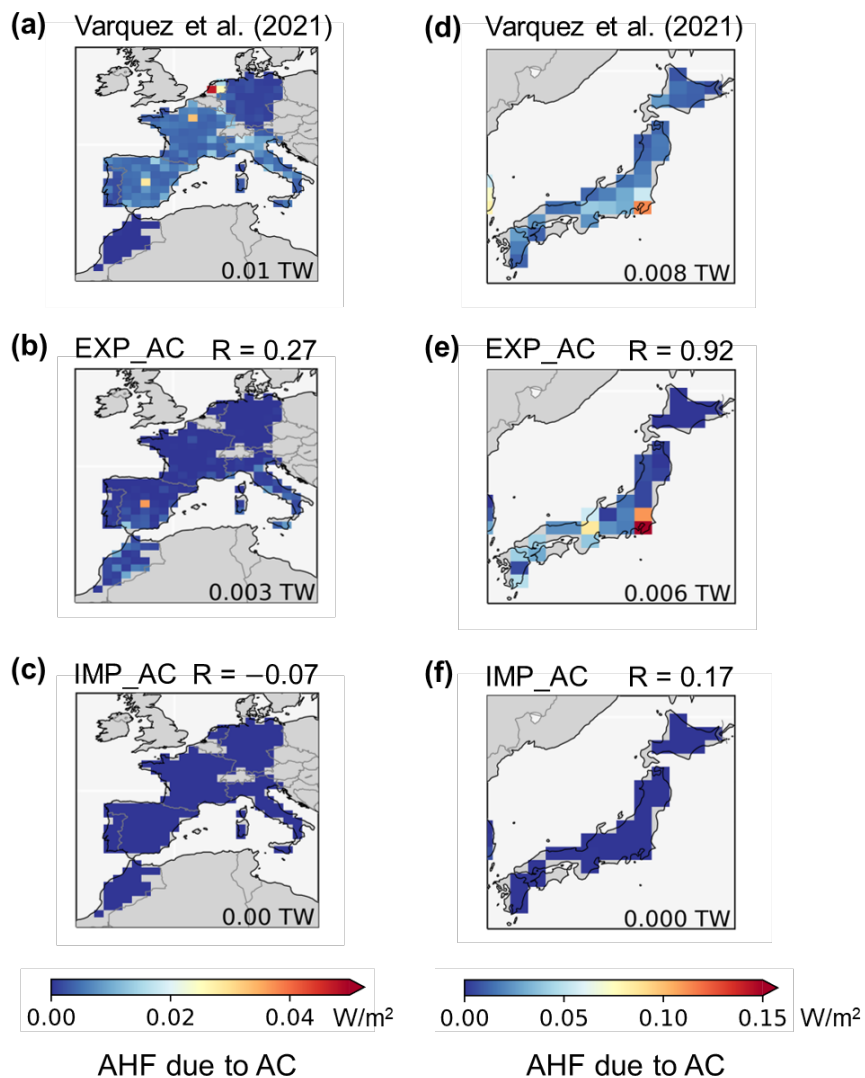 (a) Varquez et al. (2021)
0.01 TW
(b) EXP_AC R = 0.27
0.003 TW
(c) IMP_AC R = −0.07
0.00 TW
0.00 0.02 0.04 W/m²
AHF due to AC
(d) Varquez et al. (2021)
0.008 TW
(e) EXP_AC R = 0.92
0.006 TW
(f) IMP_AC R = 0.17
0.000 TW
0.00 0.05 0.10 0.15 W/m²
AHF due to AC